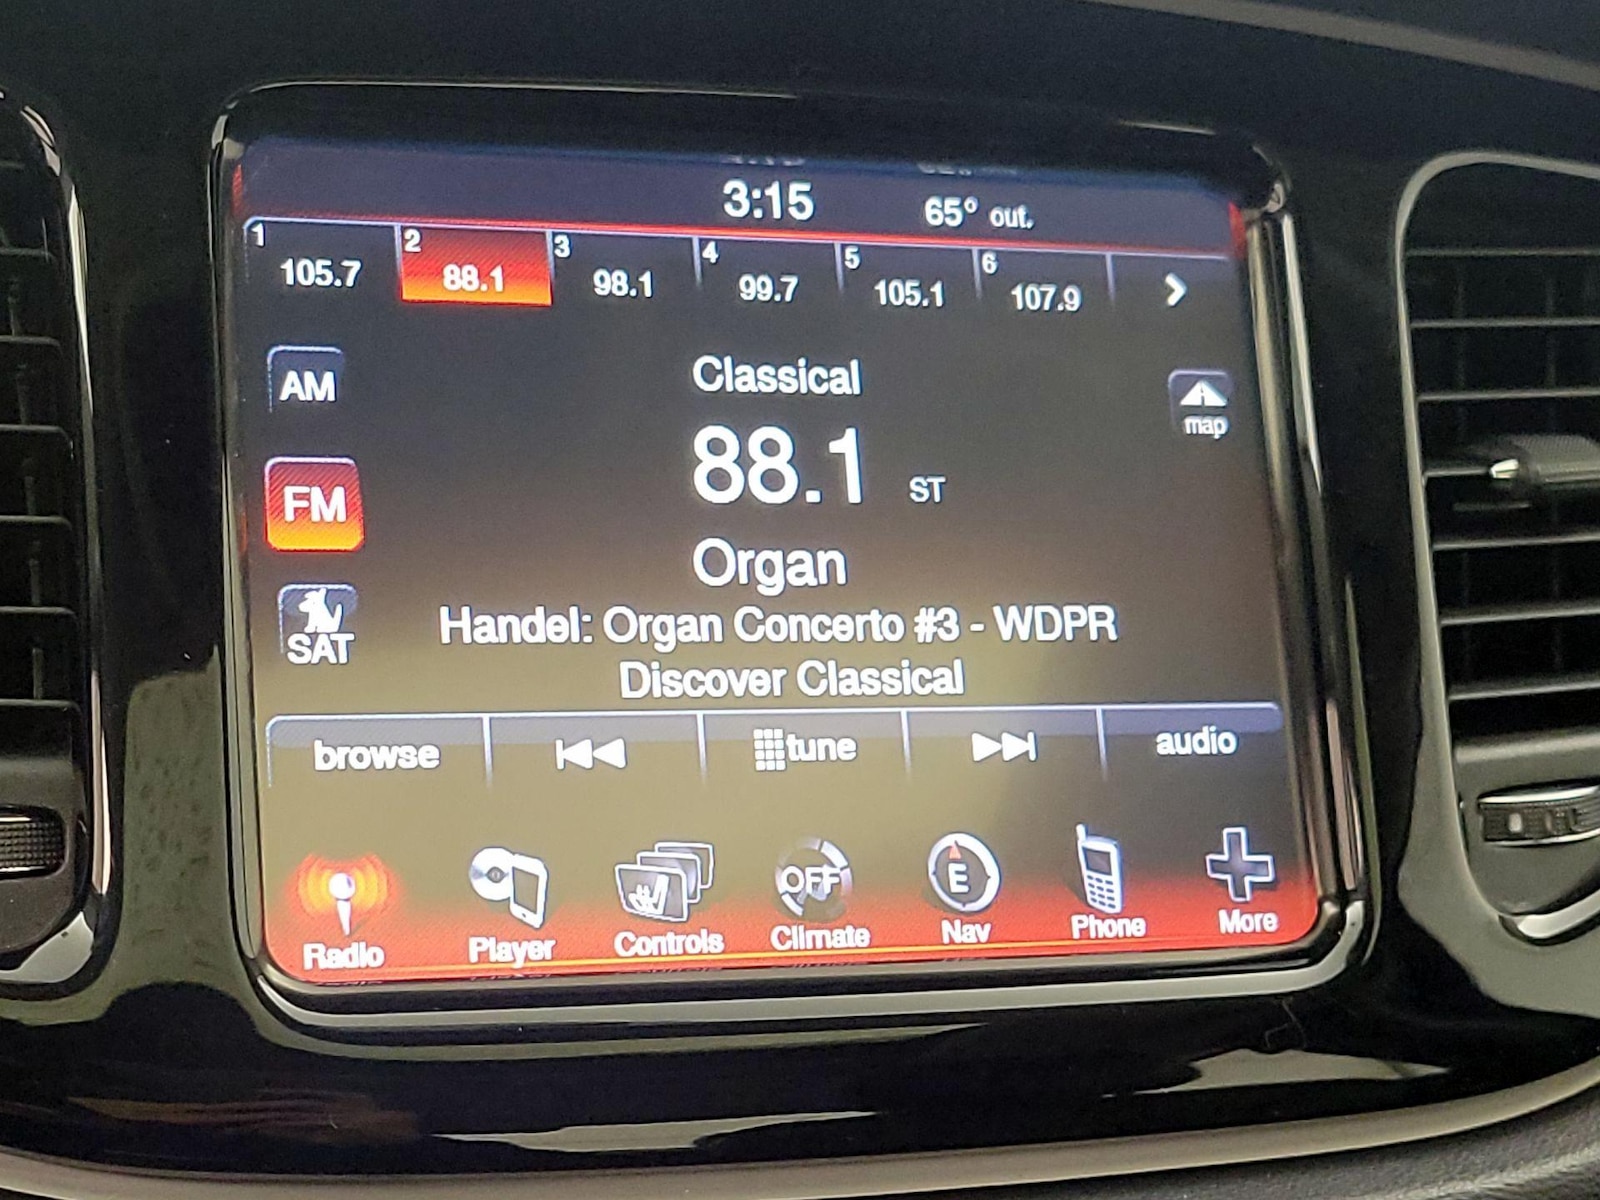 3:15 65° out.
1 2 3 4 5 6
105.7 88.1 98.1 99.7 105.1 107.9
Classical
AM
map
88.1 ST
FM
Organ
Handel: Organ Concerto #3 - WDPR
SAT
Discover Classical
browse tune audio
OFF E
Radio Player Controls Climate Nav Phone More